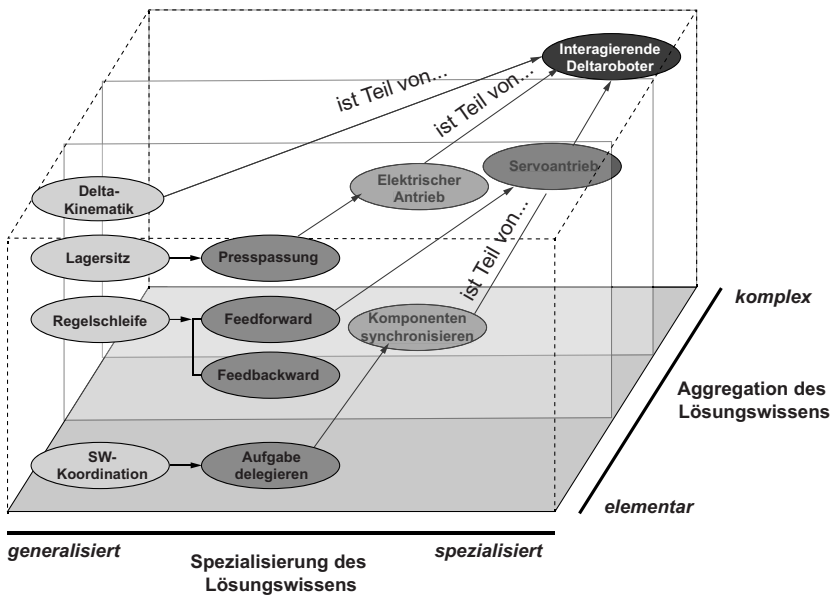 Interagierende
Deltaroboter
ist Teil von...
ist Teil von...
Servoantrieb
Elektrischer
Antrieb
Delta-
Kinematik
ist Teil von...
Lagersitz
Presspassung
Regelschleife
Feedforward
Komponenten
synchronisieren
komplex
Feedbackward
Aggregation des
Lösungswissens
SW-
Koordination
Aufgabe
delegieren
elementar
generalisiert
Spezialisierung des
Lösungswissens
spezialisiert